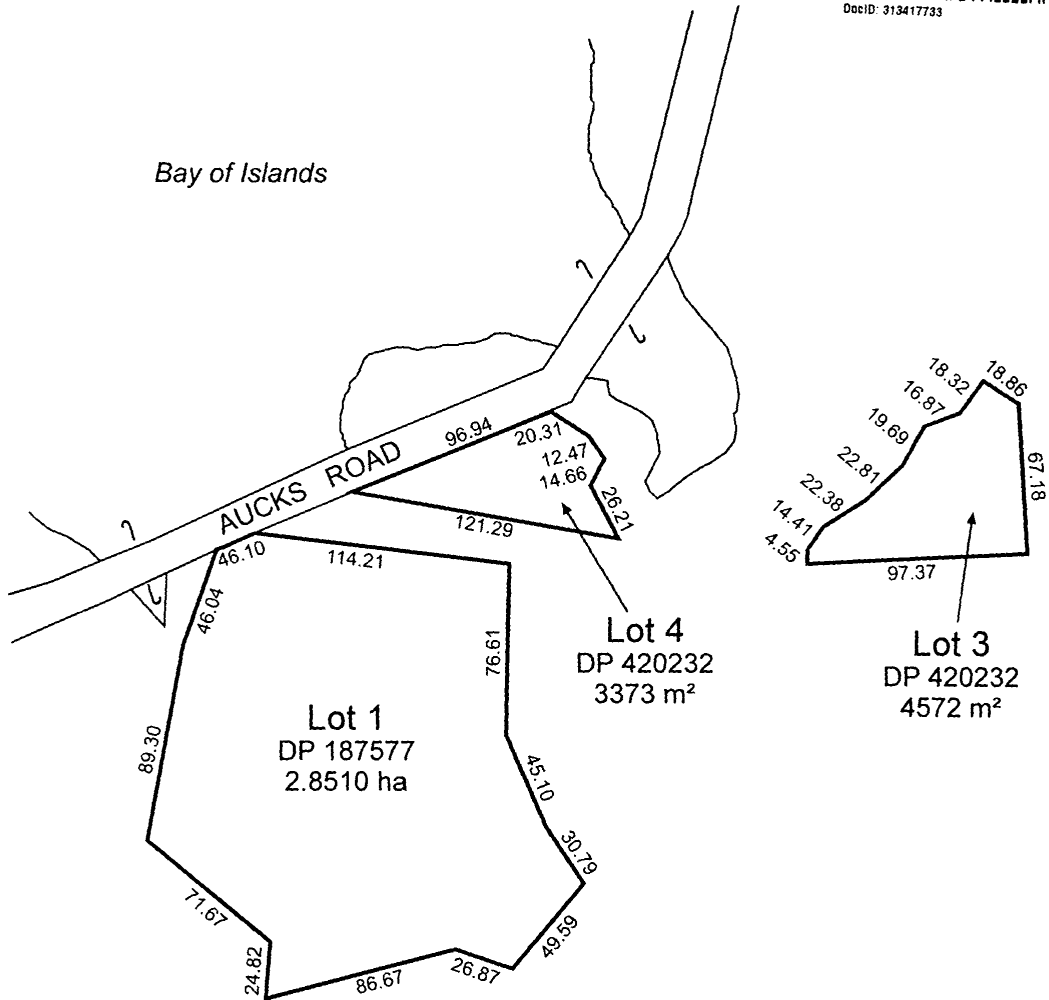 DocID: 313417733
Bay of Islands
AUCKS ROAD
96.94
20.31
12.47
14.66
26.21
121.29
46.10
114.21
46.04
76.61
89.30
45.10
30.79
49.59
26.87
86.67
24.82
71.67
Lot 1
DP 187577
2.8510 ha
Lot 4
DP 420232
3373 m²
18.32
18.86
16.87
19.69
22.81
22.38
14.41
4.55
67.18
97.37
Lot 3
DP 420232
4572 m²